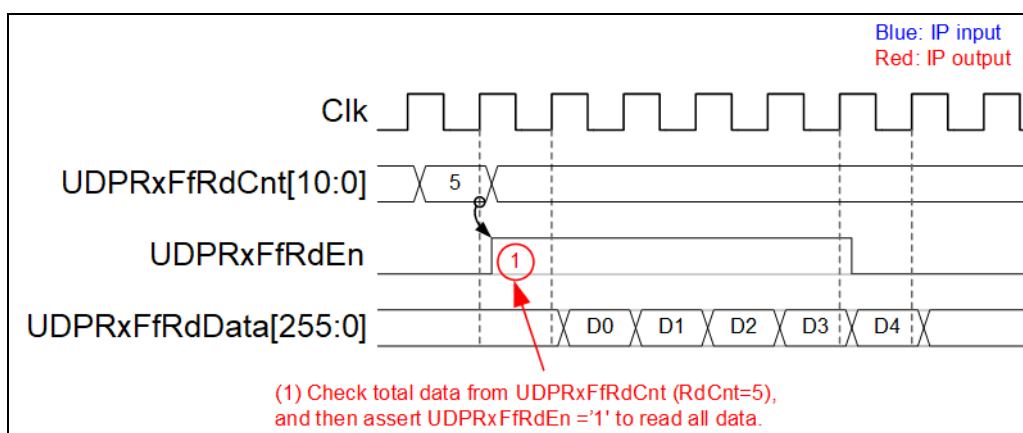 Blue: IP input
Red: IP output
Clk
UDPRxFfRdCnt[10:0]
5
UDPRxFfRdEn
1
UDPRxFfRdData[255:0]
D0 D1 D2 D3 D4
(1) Check total data from UDPRxFfRdCnt (RdCnt=5),
and then assert UDPRxFfRdEn ='1' to read all data.